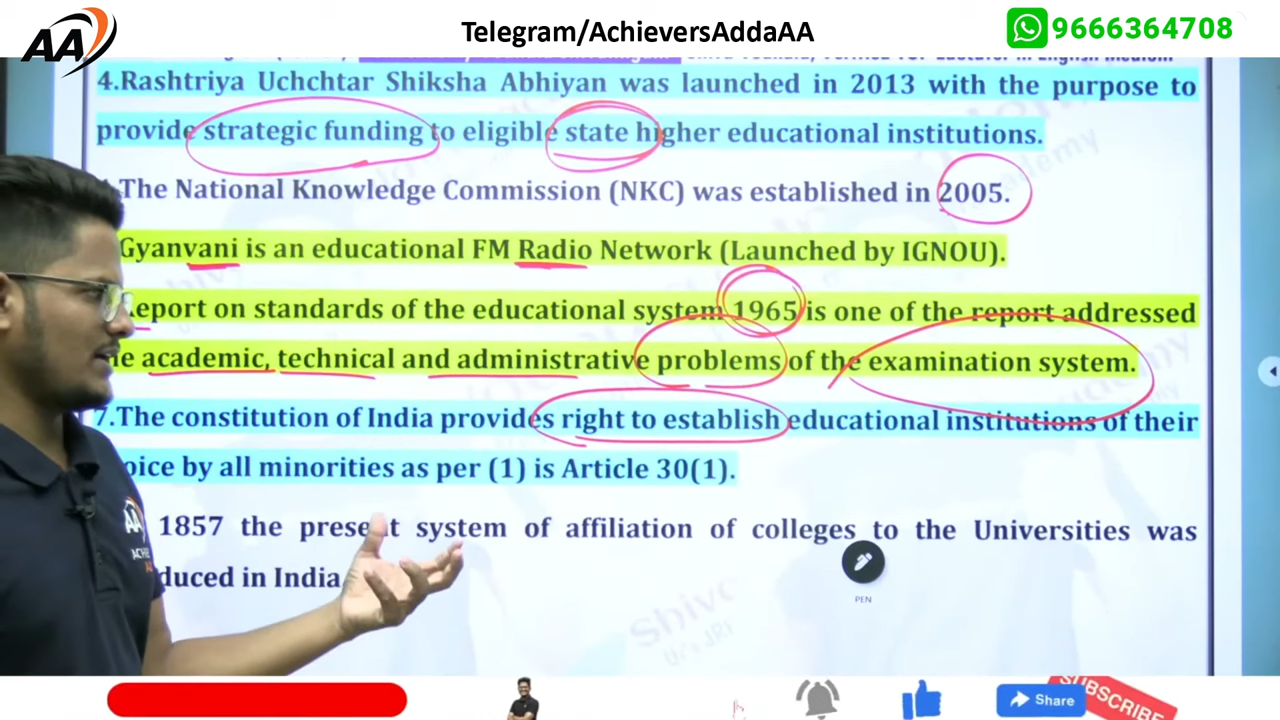 AA
Telegram/AchieversAddaAA
9666364708
4.Rashtriya Uchchtar Shiksha Abhiyan was launched in 2013 with the purpose to
provide strategic funding to eligible state higher educational institutions.
The National Knowledge Commission (NKC) was established in 2005.
Gyanvani is an educational FM Radio Network (Launched by IGNOU).
Report on standards of the educational system 1965 is one of the report addressed
academic, technical and administrative problems of the examination system.
7.The constitution of India provides right to establish educational institutions of their
oice by all minorities as per (1) is Article 30(1).
1857 the present system of affiliation of colleges to the Universities was
duced in India
PEN
Share
SUBSCRIBE